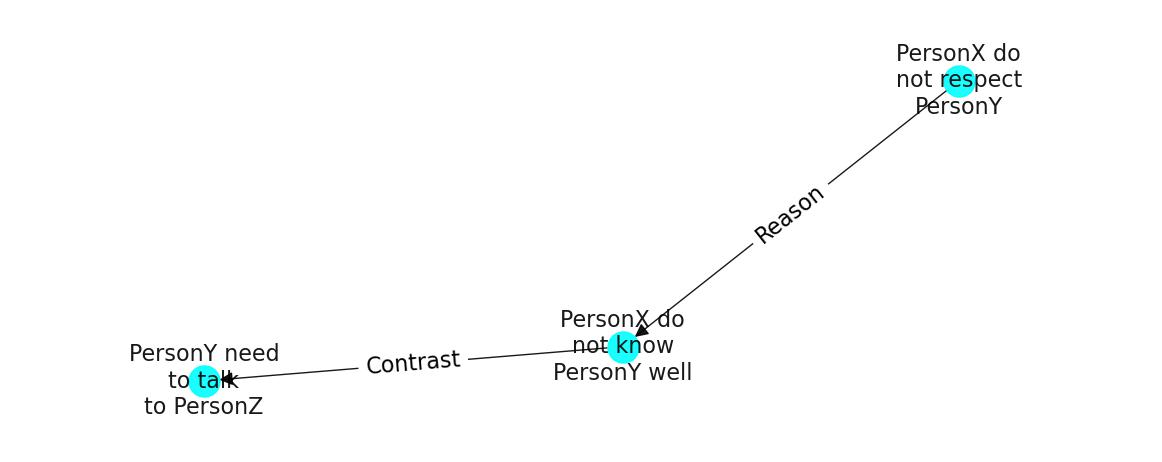 PersonX do
not respect
PersonY
Reason
PersonX do
not know
PersonY well
Contrast
PersonY need
to talk
to PersonZ